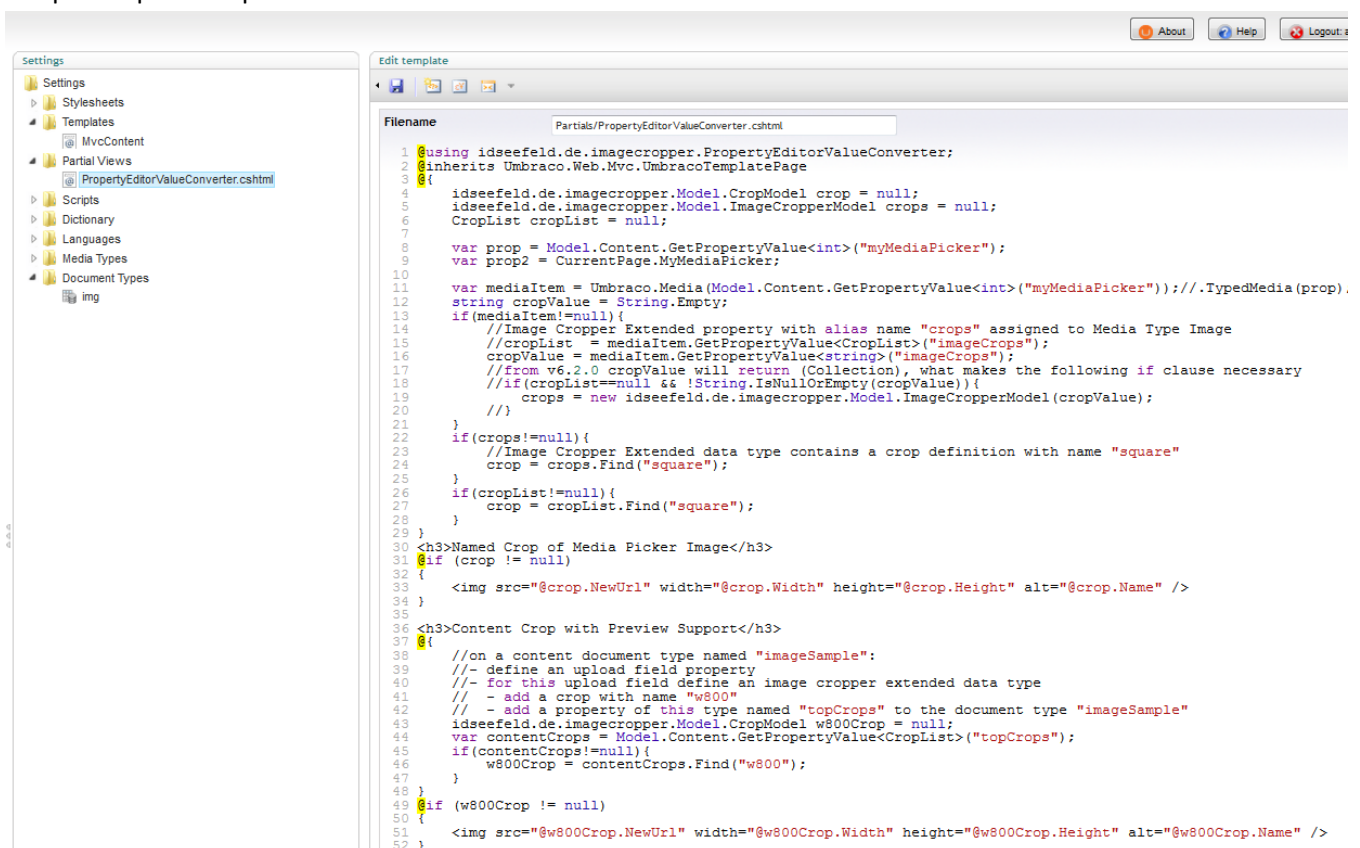 About Help Logout: a
Settings
Settings
Stylesheets
Templates
MvcContent
Partial Views
PropertyEditorValueConverter.cshtml
Scripts
Dictionary
Languages
Media Types
Document Types
img
Edit template
Filename Partials/PropertyEditorValueConverter.cshtml
1 @using idseefeld.de.imagecropper.PropertyEditorValueConverter;
2 @inherits Umbraco.Web.Mvc.UmbracoTemplatePage
3 @{
4 idseefeld.de.imagecropper.Model.CropModel crop = null;
5 idseefeld.de.imagecropper.Model.ImageCropperModel crops = null;
6 CropList cropList = null;
7
8 var prop = Model.Content.GetPropertyValue<int>("myMediaPicker");
9 var prop2 = CurrentPage.MyMediaPicker;
10
11 var mediaItem = Umbraco.Media(Model.Content.GetPropertyValue<int>("myMediaPicker"));//.TypedMedia(prop)
12 string cropValue = String.Empty;
13 if(mediaItem!=null){
14 //Image Cropper Extended property with alias name "crops" assigned to Media Type Image
15 //cropList  = mediaItem.GetPropertyValue<CropList>("imageCrops");
16 cropValue = mediaItem.GetPropertyValue<string>("imageCrops");
17 //from v6.2.0 cropValue will return (Collection), what makes the following if clause necessary
18 //if(cropList==null && !String.IsNullOrEmpty(cropValue)){
19 crops = new idseefeld.de.imagecropper.Model.ImageCropperModel(cropValue);
20 //}
21 }
22 if(crops!=null){
23 //Image Cropper Extended data type contains a crop definition with name "square"
24 crop = crops.Find("square");
25 }
26 if(cropList!=null){
27 crop = cropList.Find("square");
28 }
29 }
30 <h3>Named Crop of Media Picker Image</h3>
31 @if (crop != null)
32 {
33 <img src="@crop.NewUrl" width="@crop.Width" height="@crop.Height" alt="@crop.Name" />
34 }
35
36 <h3>Content Crop with Preview Support</h3>
37 @{
38 //on a content document type named "imageSample":
39 //- define an upload field property
40 //- for this upload field define an image cropper extended data type
41 //  - add a crop with name "w800"
42 //  - add a property of this type named "topCrops" to the document type "imageSample"
43 idseefeld.de.imagecropper.Model.CropModel w800Crop = null;
44 var contentCrops = Model.Content.GetPropertyValue<CropList>("topCrops");
45 if(contentCrops!=null){
46 w800Crop = contentCrops.Find("w800");
47 }
48 }
49 @if (w800Crop != null)
50 {
51 <img src="@w800Crop.NewUrl" width="@w800Crop.Width" height="@w800Crop.Height" alt="@w800Crop.Name" />
52 }